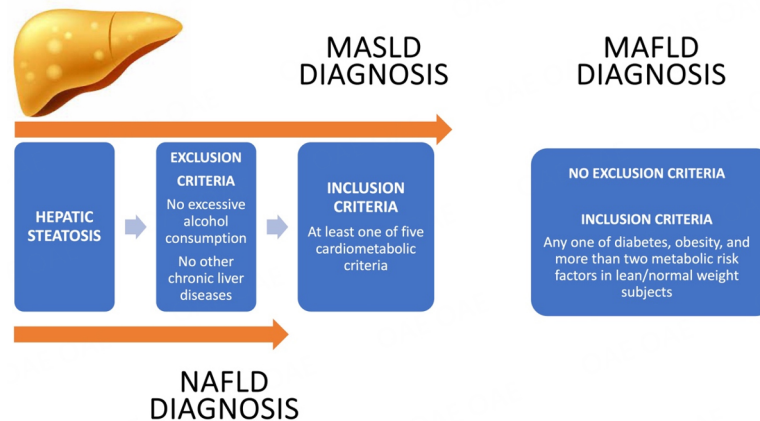 MASLD
DIAGNOSIS
MAFLD
DIAGNOSIS
HEPATIC
STEATOSIS
EXCLUSION
CRITERIA
No excessive
alcohol
consumption
No other
chronic liver
diseases
INCLUSION
CRITERIA
At least one of five
cardiometabolic
criteria
NO EXCLUSION CRITERIA
INCLUSION CRITERIA
Any one of diabetes, obesity, and
more than two metabolic risk
factors in lean/normal weight
subjects
NAFLD
DIAGNOSIS